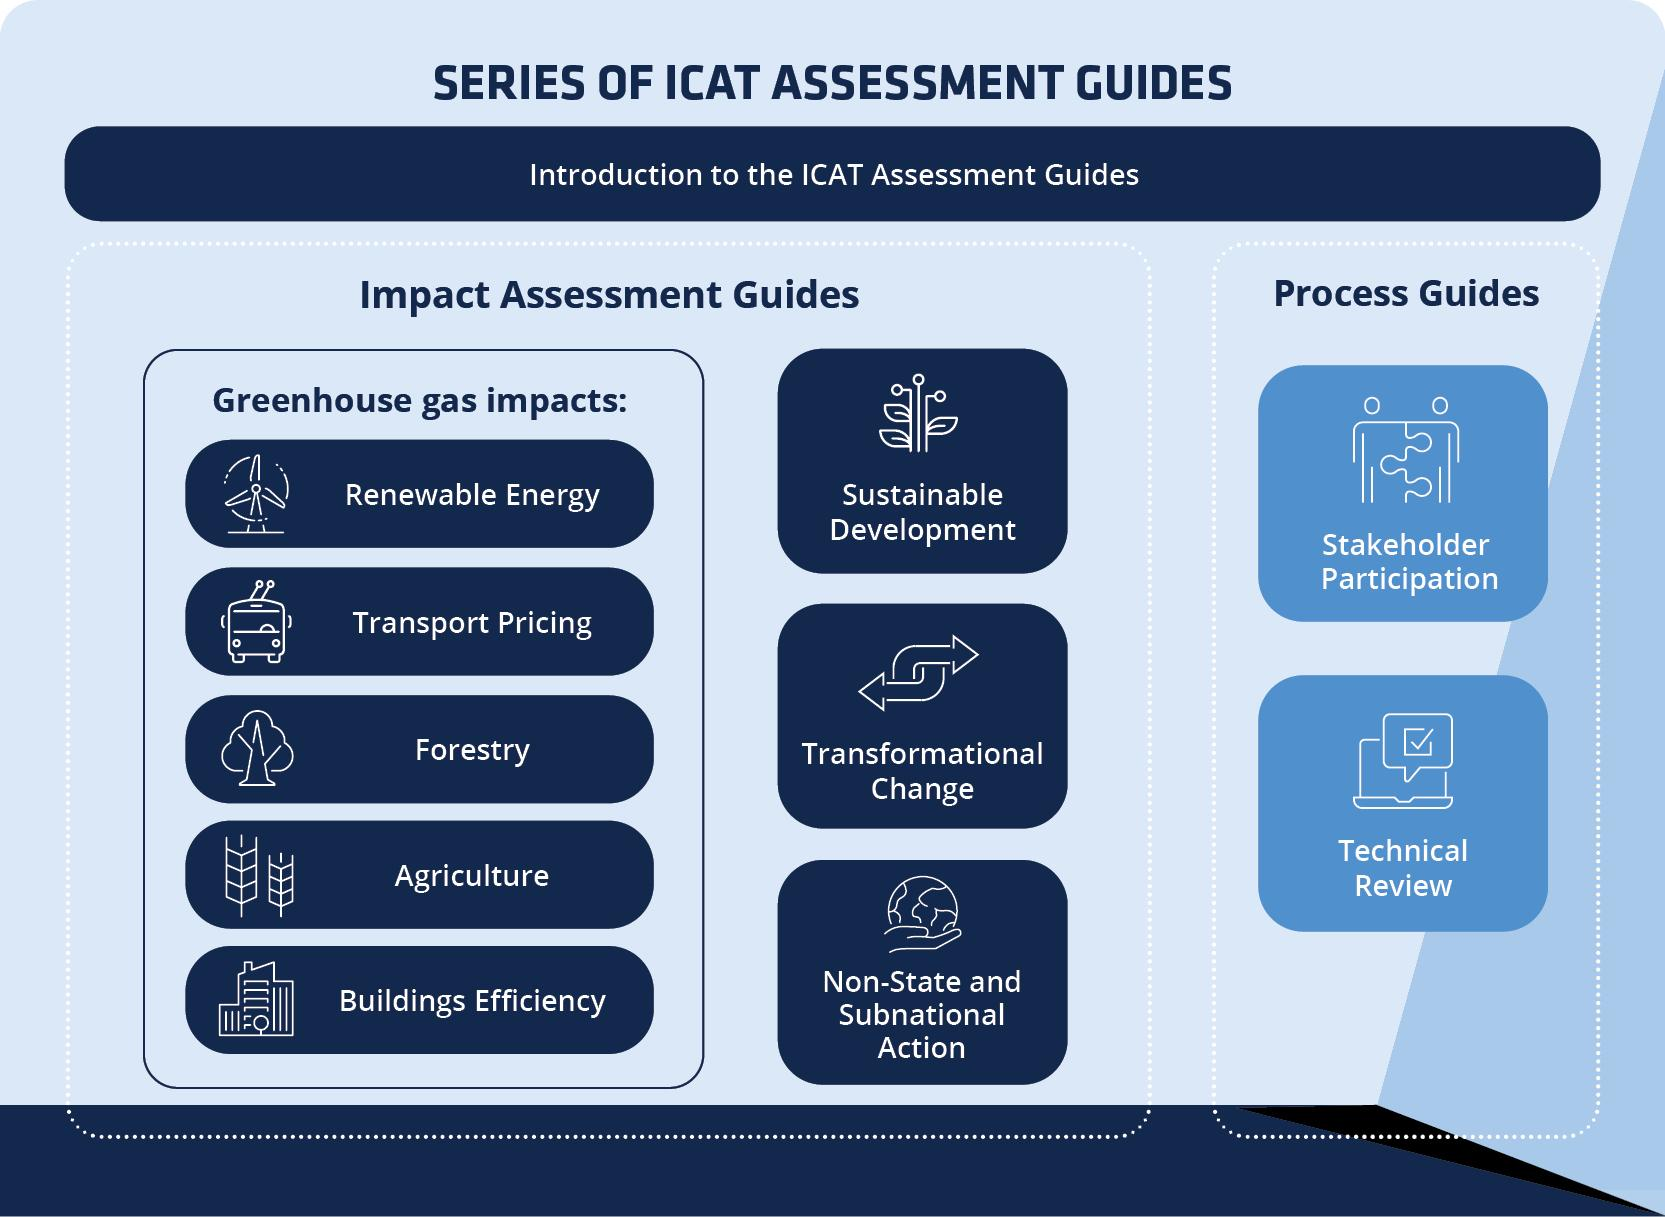 SERIES OF ICAT ASSESSMENT GUIDES
Introduction to the ICAT Assessment Guides
Impact Assessment Guides
Greenhouse gas impacts:
Renewable Energy
Transport Pricing
Forestry
Agriculture
Buildings Efficiency
Sustainable
Development
Transformational
Change
Non-State and
Subnational
Action
Process Guides
Stakeholder
Participation
Technical
Review